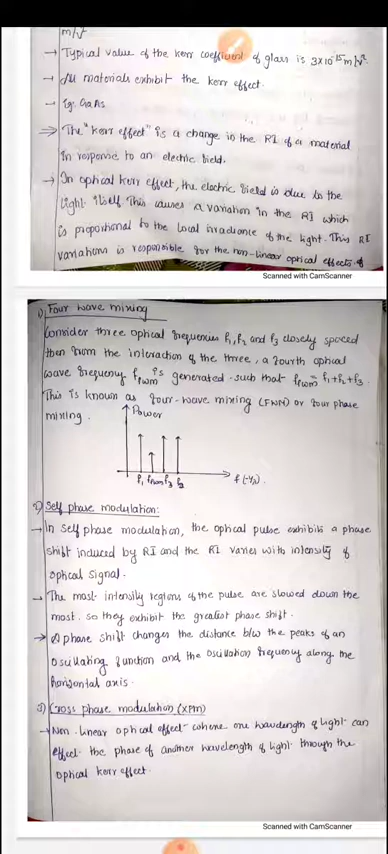 m/V²
→ Typical value of the kerr coefficient of glass is 3×10⁻¹⁵m/V².
→ All materials exhibit the kerr effect.
→ Eg: GaAs
⇒ The "kerr effect" is a change in the RI of a material
in response to an electric field.
→ In optical kerr effect, the electric field is due to the
light itself. This causes a variation in the RI which
is proportional to the local irradiance of the light. This RI
variations is responsible for the non-linear optical effects of
Scanned with CamScanner
1) Four wave mixing
Consider three optical frequencies f1, f2 and f3 closely spaced
then from the interaction of the three, a fourth optical
wave frequency fFWM is generated such that fFWM = f1+f2+f3.
This is known as four-wave mixing (FWM) or four phase
mixing.
Power
f1 fFWM f3 f2
f (-1/λ)
2) Self phase modulation:
→ In self phase modulation, the optical pulse exhibits a phase
shift induced by RI and the RI varies with intensity of
optical signal.
→ The most intensity regions of the pulse are slowed down the
most, so they exhibit the greatest phase shift.
→ A phase shift changes the distance b/w the peaks of an
oscillating function and the oscillation frequency along the
horizontal axis.
3) Cross phase modulation (XPM)
→ Non-linear optical effect where one wavelength of light can
effect the phase of another wavelength of light through the
optical kerr effect.
Scanned with CamScanner